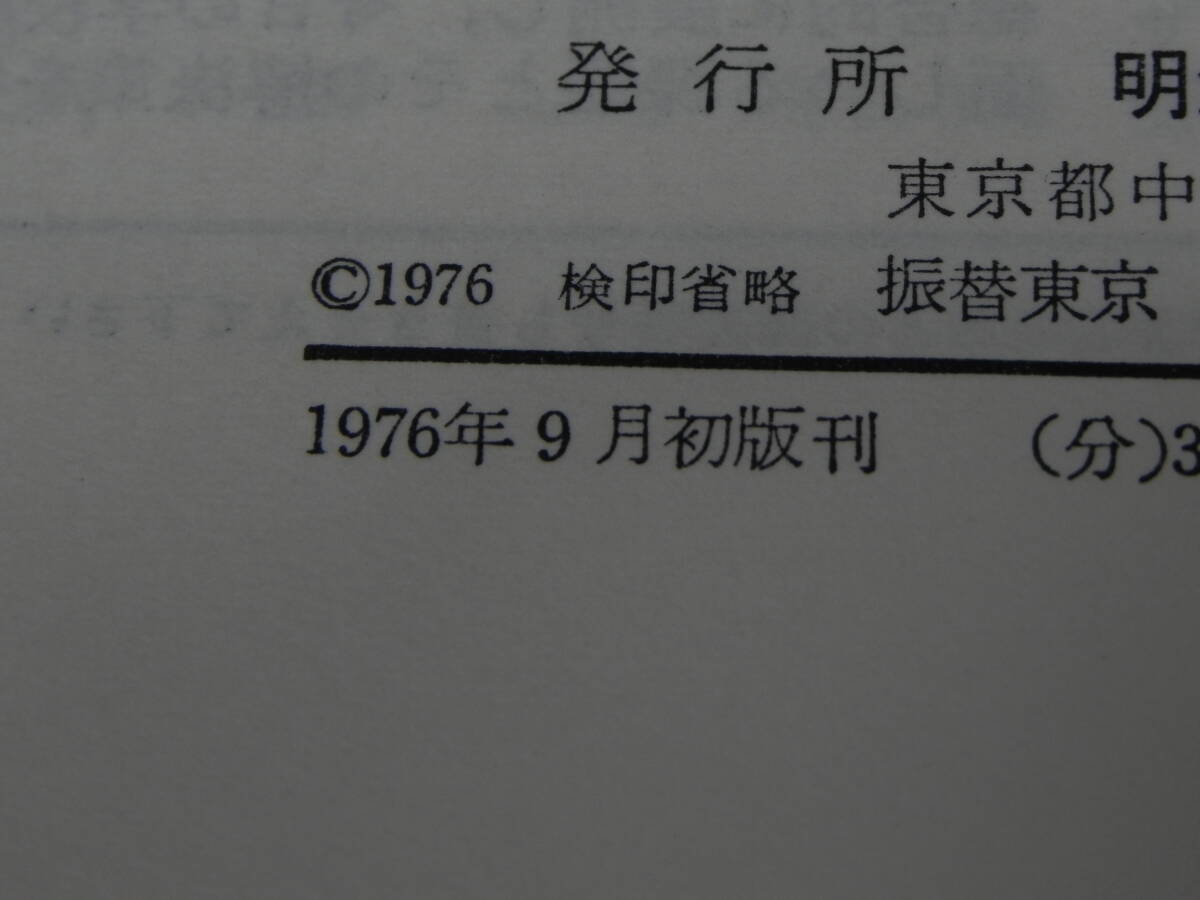 発行所 明
東京都中
©1976 検印省略 振替東京
1976年9月初版刊 (分)3